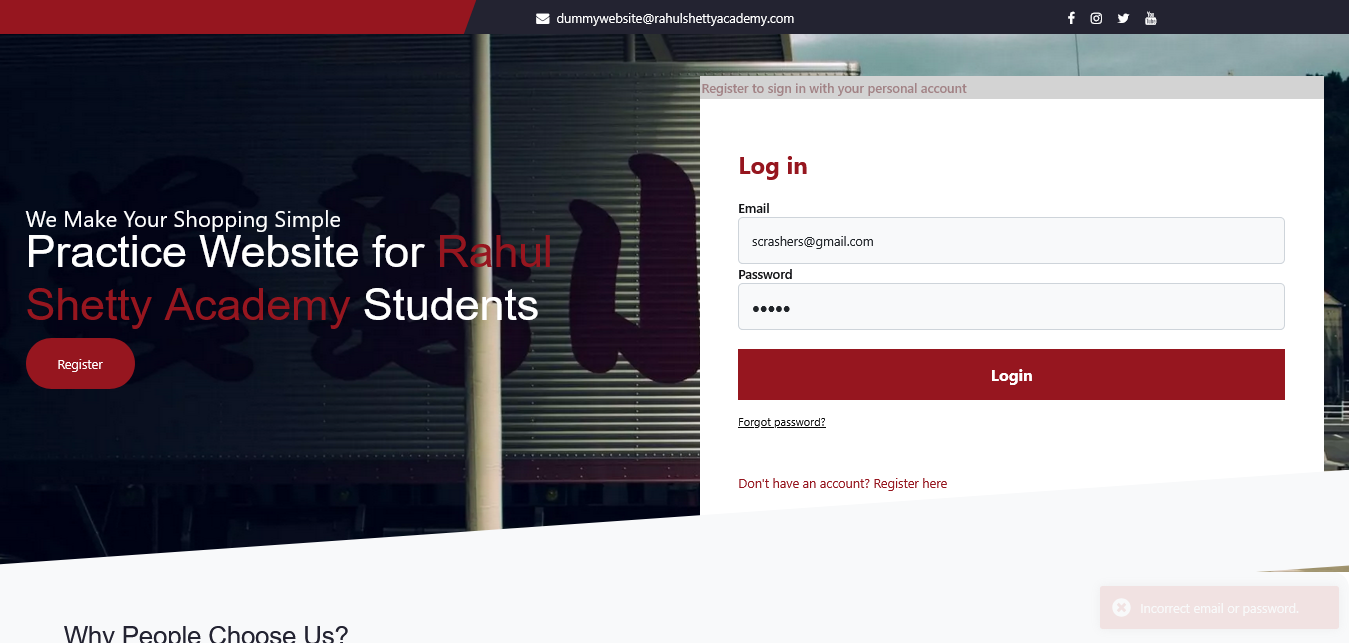 dummywebsite@rahulshettyacademy.com
Register to sign in with your personal account
We Make Your Shopping Simple
Practice Website for Rahul
Shetty Academy Students
Register
Log in
Email
scrashers@gmail.com
Password
•••••
Login
Forgot password?
Don't have an account? Register here
Why People Choose Us?
Incorrect email or password.